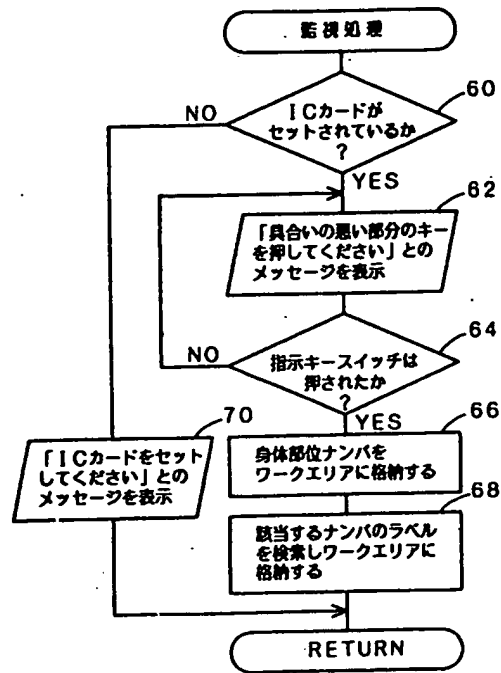 監視処理
60
ICカードが
セットされているか
?
NO
YES
62
「具合いの悪い部分のキー
を押してください」との
メッセージを表示
64
指示キースイッチは
押されたか
?
NO
YES
66
身体部位ナンバを
ワークエリアに格納する
70
「ICカードをセット
してください」との
メッセージを表示
68
該当するナンバのラベル
を検索しワークエリアに
格納する
RETURN